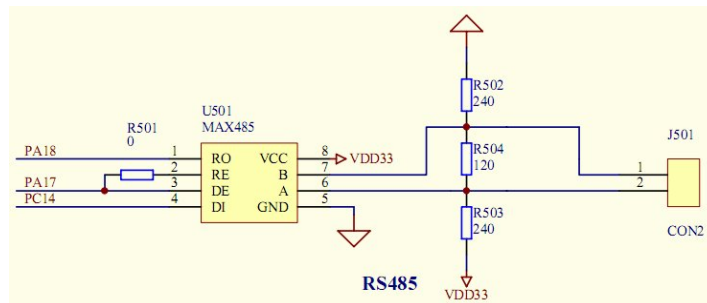 R502
240
U501
MAX485
R501
0
J501
PA18 1 RO VCC 8 VDD33
R504
120
2 RE B 7
1
PA17 3 DE A 6
2
PC14 4 DI GND 5
R503
240
CON2
RS485
VDD33